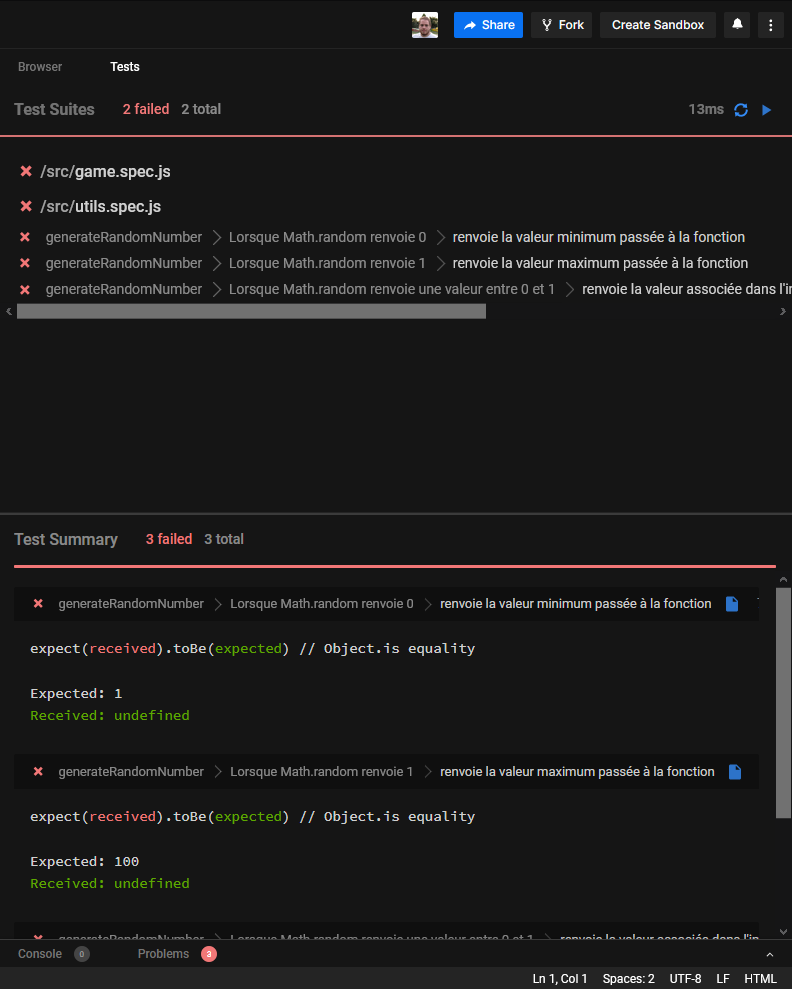 Share
Fork
Create Sandbox
Browser
Tests
Test Suites 2 failed 2 total 13ms
/src/game.spec.js
/src/utils.spec.js
generateRandomNumber > Lorsque Math.random renvoie 0 > renvoie la valeur minimum passée à la fonction
generateRandomNumber > Lorsque Math.random renvoie 1 > renvoie la valeur maximum passée à la fonction
generateRandomNumber > Lorsque Math.random renvoie une valeur entre 0 et 1 > renvoie la valeur associée dans l'in
Test Summary 3 failed 3 total
generateRandomNumber > Lorsque Math.random renvoie 0 > renvoie la valeur minimum passée à la fonction
expect(received).toBe(expected) // Object.is equality
Expected: 1
Received: undefined
generateRandomNumber > Lorsque Math.random renvoie 1 > renvoie la valeur maximum passée à la fonction
expect(received).toBe(expected) // Object.is equality
Expected: 100
Received: undefined
generateRandomNumber > Lorsque Math.random renvoie une valeur entre 0 et 1 > renvoie la valeur associée dans l'in
Console 0 Problems
Ln 1, Col 1 Spaces: 2 UTF-8 LF HTML